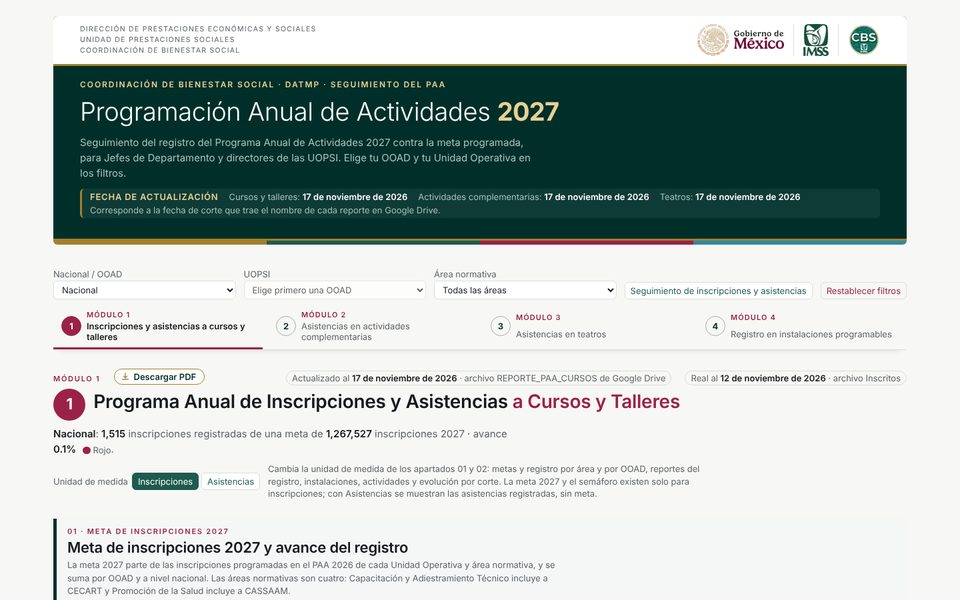 DIRECCIÓN DE PRESTACIONES ECONÓMICAS Y SOCIALES
UNIDAD DE PRESTACIONES SOCIALES
COORDINACIÓN DE BIENESTAR SOCIAL
Gobierno de
México
IMSS
CBS
COORDINACIÓN DE BIENESTAR SOCIAL · DATMP · SEGUIMIENTO DEL PAA
Programación Anual de Actividades 2027
Seguimiento del registro del Programa Anual de Actividades 2027 contra la meta programada,
para Jefes de Departamento y directores de las UOPSI. Elige tu OOAD y tu Unidad Operativa en
los filtros.
FECHA DE ACTUALIZACIÓN Cursos y talleres: 17 de noviembre de 2026 Actividades complementarias: 17 de noviembre de 2026 Teatros: 17 de noviembre de 2026
Corresponde a la fecha de corte que trae el nombre de cada reporte en Google Drive.
Nacional / OOAD
UOPSI
Área normativa
Nacional
Elige primero una OOAD
Todas las áreas
Seguimiento de inscripciones y asistencias
Restablecer filtros
1
MÓDULO 1
Inscripciones y asistencias a cursos y
talleres
2
MÓDULO 2
Asistencias en actividades
complementarias
3
MÓDULO 3
Asistencias en teatros
4
MÓDULO 4
Registro en instalaciones programables
MÓDULO 1
Descargar PDF
Actualizado al 17 de noviembre de 2026 · archivo REPORTE_PAA_CURSOS de Google Drive
Real al 12 de noviembre de 2026 · archivo Inscritos
1
Programa Anual de Inscripciones y Asistencias a Cursos y Talleres
Nacional: 1,515 inscripciones registradas de una meta de 1,267,527 inscripciones 2027 · avance
0.1% Rojo.
Unidad de medida
Inscripciones
Asistencias
Cambia la unidad de medida de los apartados 01 y 02: metas y registro por área y por OOAD, reportes del
registro, instalaciones, actividades y evolución por corte. La meta 2027 y el semáforo existen solo para
inscripciones; con Asistencias se muestran las asistencias registradas, sin meta.
01 · META DE INSCRIPCIONES 2027
Meta de inscripciones 2027 y avance del registro
La meta 2027 parte de las inscripciones programadas en el PAA 2026 de cada Unidad Operativa y área normativa, y se
suma por OOAD y a nivel nacional. Las áreas normativas son cuatro: Capacitación y Adiestramiento Técnico incluye a
CECART y Promoción de la Salud incluye a CASSAAM.